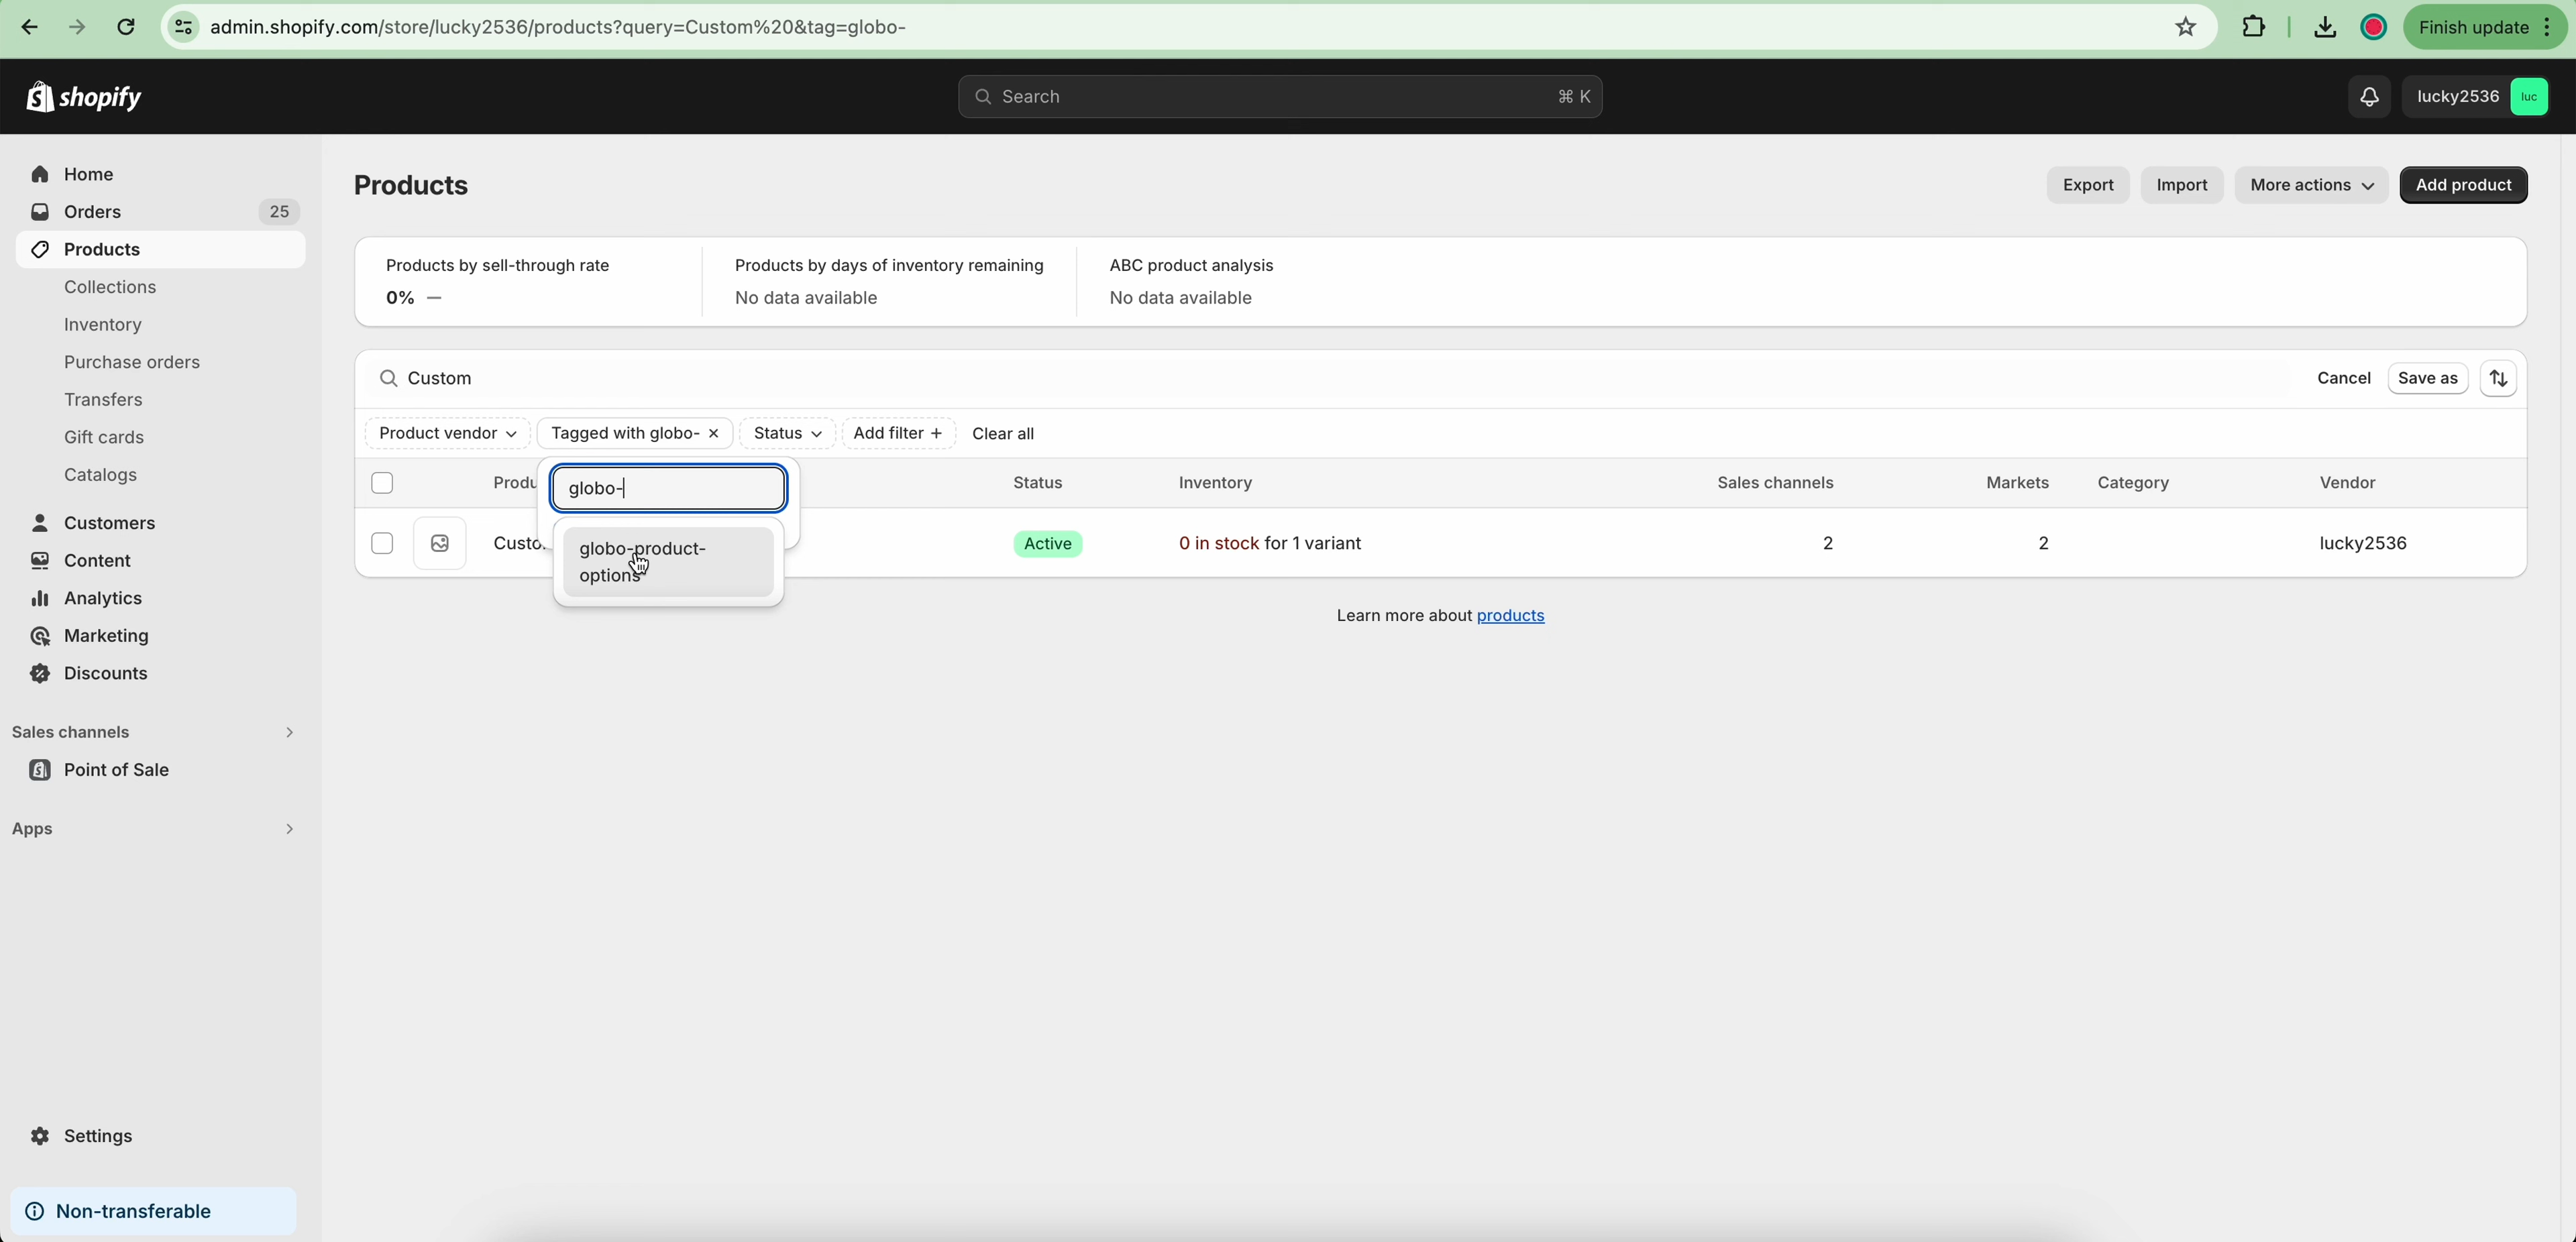 admin.shopify.com/store/lucky2536/products?query=Custom%20&tag=globo-
Finish update
shopify
Search
⌘ K
lucky2536
luc
Home
Orders
25
Products
Collections
Inventory
Purchase orders
Transfers
Gift cards
Catalogs
Customers
Content
Analytics
Marketing
Discounts
Sales channels
Point of Sale
Apps
Settings
Non-transferable
Products
Export
Import
More actions
Add product
Products by sell-through rate
0% —
Products by days of inventory remaining
No data available
ABC product analysis
No data available
Custom
Cancel
Save as
Product vendor
Tagged with globo- ×
Status
Add filter +
Clear all
globo-
globo-product-
options
Status
Inventory
Sales channels
Markets
Category
Vendor
Active
0 in stock for 1 variant
2
2
lucky2536
Learn more about products